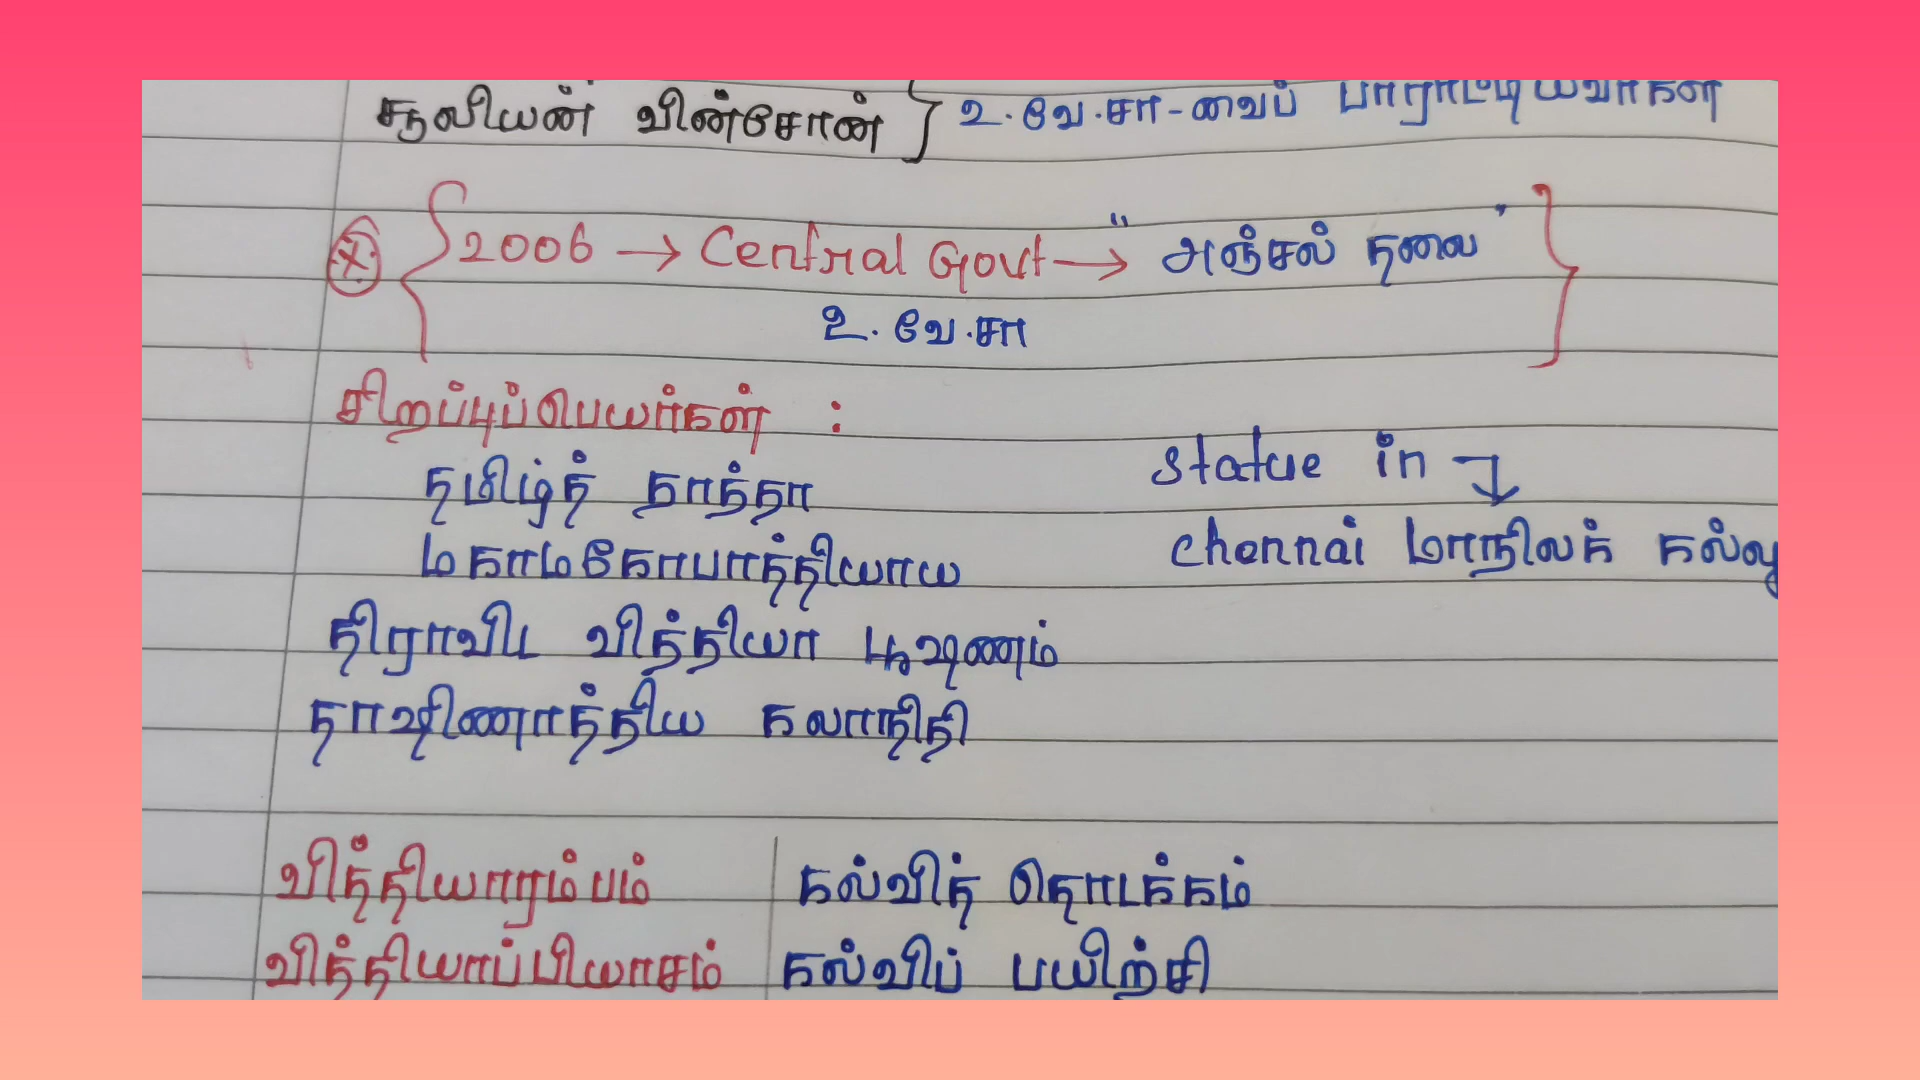 சூலியன் வின்சோன் } உ.வே.சா-வைப் பாராட்டியவர்கள்
2006 → Central Govt → "அஞ்சல் தலை"
உ.வே.சா
சிறப்புப்பெயர்கள் :
தமிழ்த் தாத்தா
Statue in
மகாமகோபாத்தியாய
Chennai மாநிலக்
திராவிட வித்தியா பூஷணம்
தாஷிணாத்திய கலாநிதி
வித்தியாரம்பம் | கல்வித் தொடக்கம்
வித்தியாப்பியாசம் | கல்விப் பயிற்சி